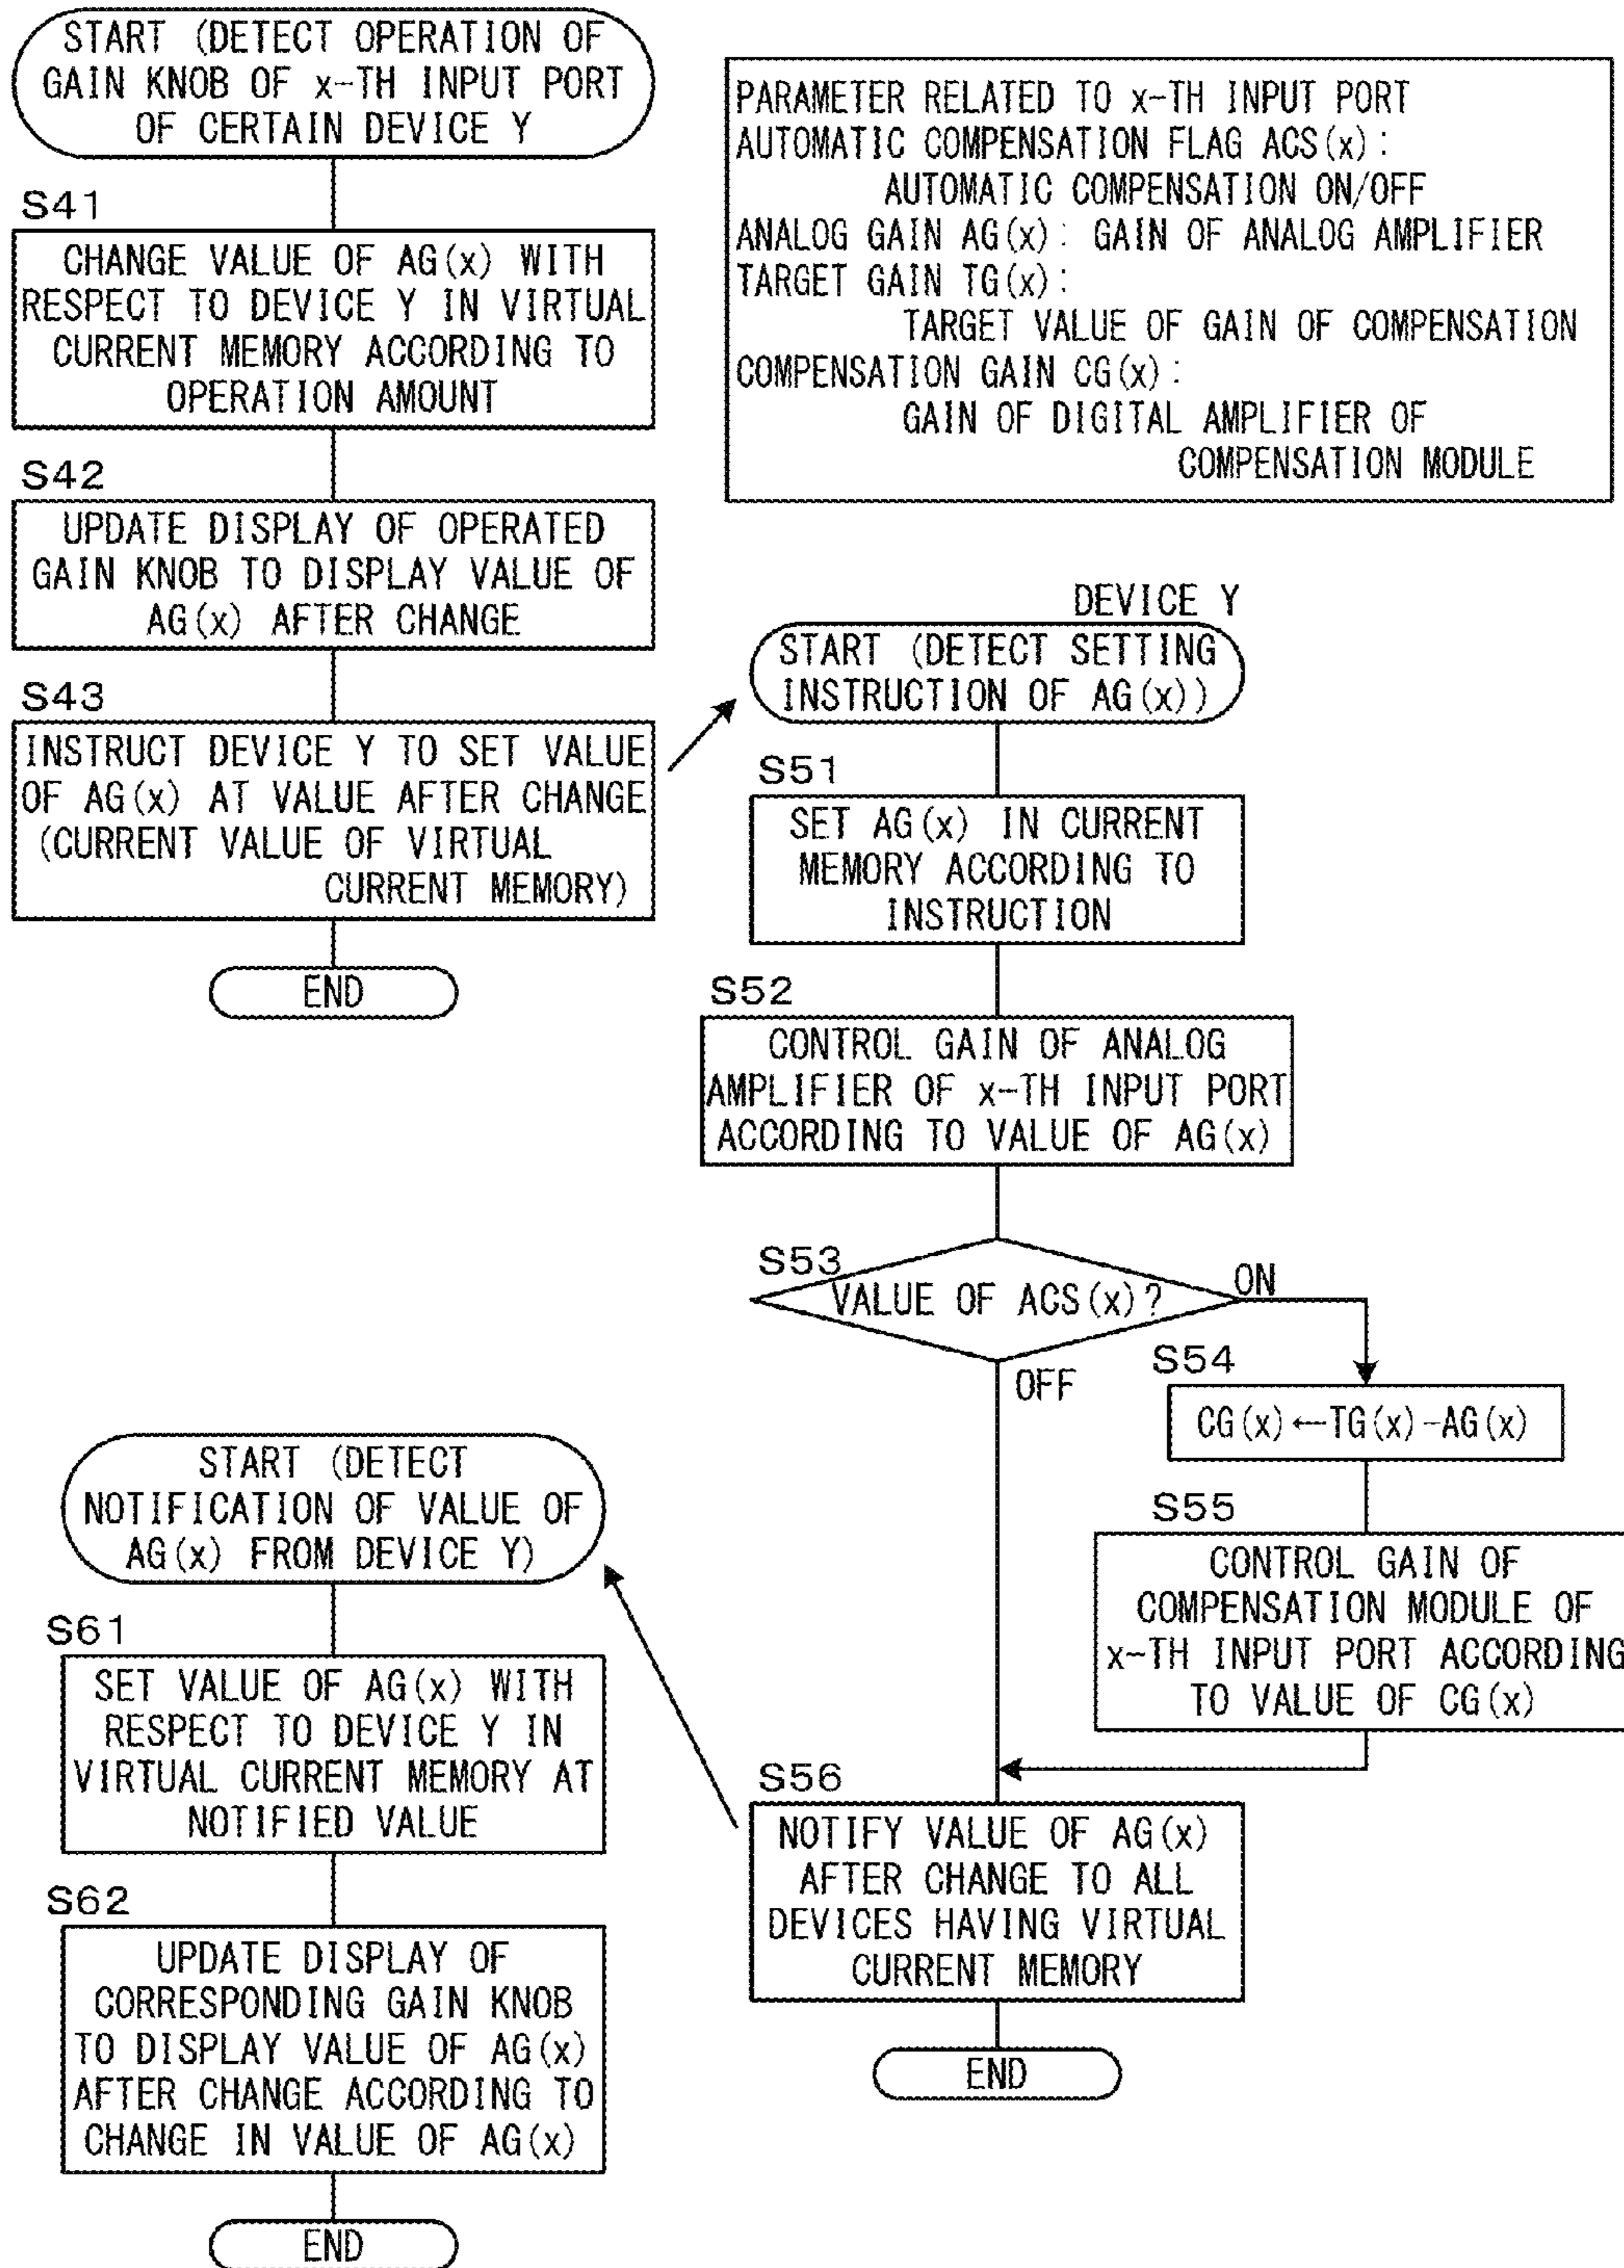 START (DETECT OPERATION OF
GAIN KNOB OF x-TH INPUT PORT
OF CERTAIN DEVICE Y
S41
CHANGE VALUE OF AG(x) WITH
RESPECT TO DEVICE Y IN VIRTUAL
CURRENT MEMORY ACCORDING TO
OPERATION AMOUNT
S42
UPDATE DISPLAY OF OPERATED
GAIN KNOB TO DISPLAY VALUE OF
AG(x) AFTER CHANGE
S43
INSTRUCT DEVICE Y TO SET VALUE
OF AG(x) AT VALUE AFTER CHANGE
(CURRENT VALUE OF VIRTUAL
CURRENT MEMORY)
END
PARAMETER RELATED TO x-TH INPUT PORT
AUTOMATIC COMPENSATION FLAG ACS(x):
AUTOMATIC COMPENSATION ON/OFF
ANALOG GAIN AG(x): GAIN OF ANALOG AMPLIFIER
TARGET GAIN TG(x):
TARGET VALUE OF GAIN OF COMPENSATION
COMPENSATION GAIN CG(x):
GAIN OF DIGITAL AMPLIFIER OF
COMPENSATION MODULE
DEVICE Y
START (DETECT SETTING
INSTRUCTION OF AG(x))
S51
SET AG(x) IN CURRENT
MEMORY ACCORDING TO
INSTRUCTION
S52
CONTROL GAIN OF ANALOG
AMPLIFIER OF x-TH INPUT PORT
ACCORDING TO VALUE OF AG(x)
S53
VALUE OF ACS(x)?
ON
OFF
S54
CG(x)←TG(x)-AG(x)
S55
CONTROL GAIN OF
COMPENSATION MODULE OF
x-TH INPUT PORT ACCORDING
TO VALUE OF CG(x)
S56
NOTIFY VALUE OF AG(x)
AFTER CHANGE TO ALL
DEVICES HAVING VIRTUAL
CURRENT MEMORY
END
START (DETECT
NOTIFICATION OF VALUE OF
AG(x) FROM DEVICE Y)
S61
SET VALUE OF AG(x) WITH
RESPECT TO DEVICE Y IN
VIRTUAL CURRENT MEMORY AT
NOTIFIED VALUE
S62
UPDATE DISPLAY OF
CORRESPONDING GAIN KNOB
TO DISPLAY VALUE OF AG(x)
AFTER CHANGE ACCORDING TO
CHANGE IN VALUE OF AG(x)
END